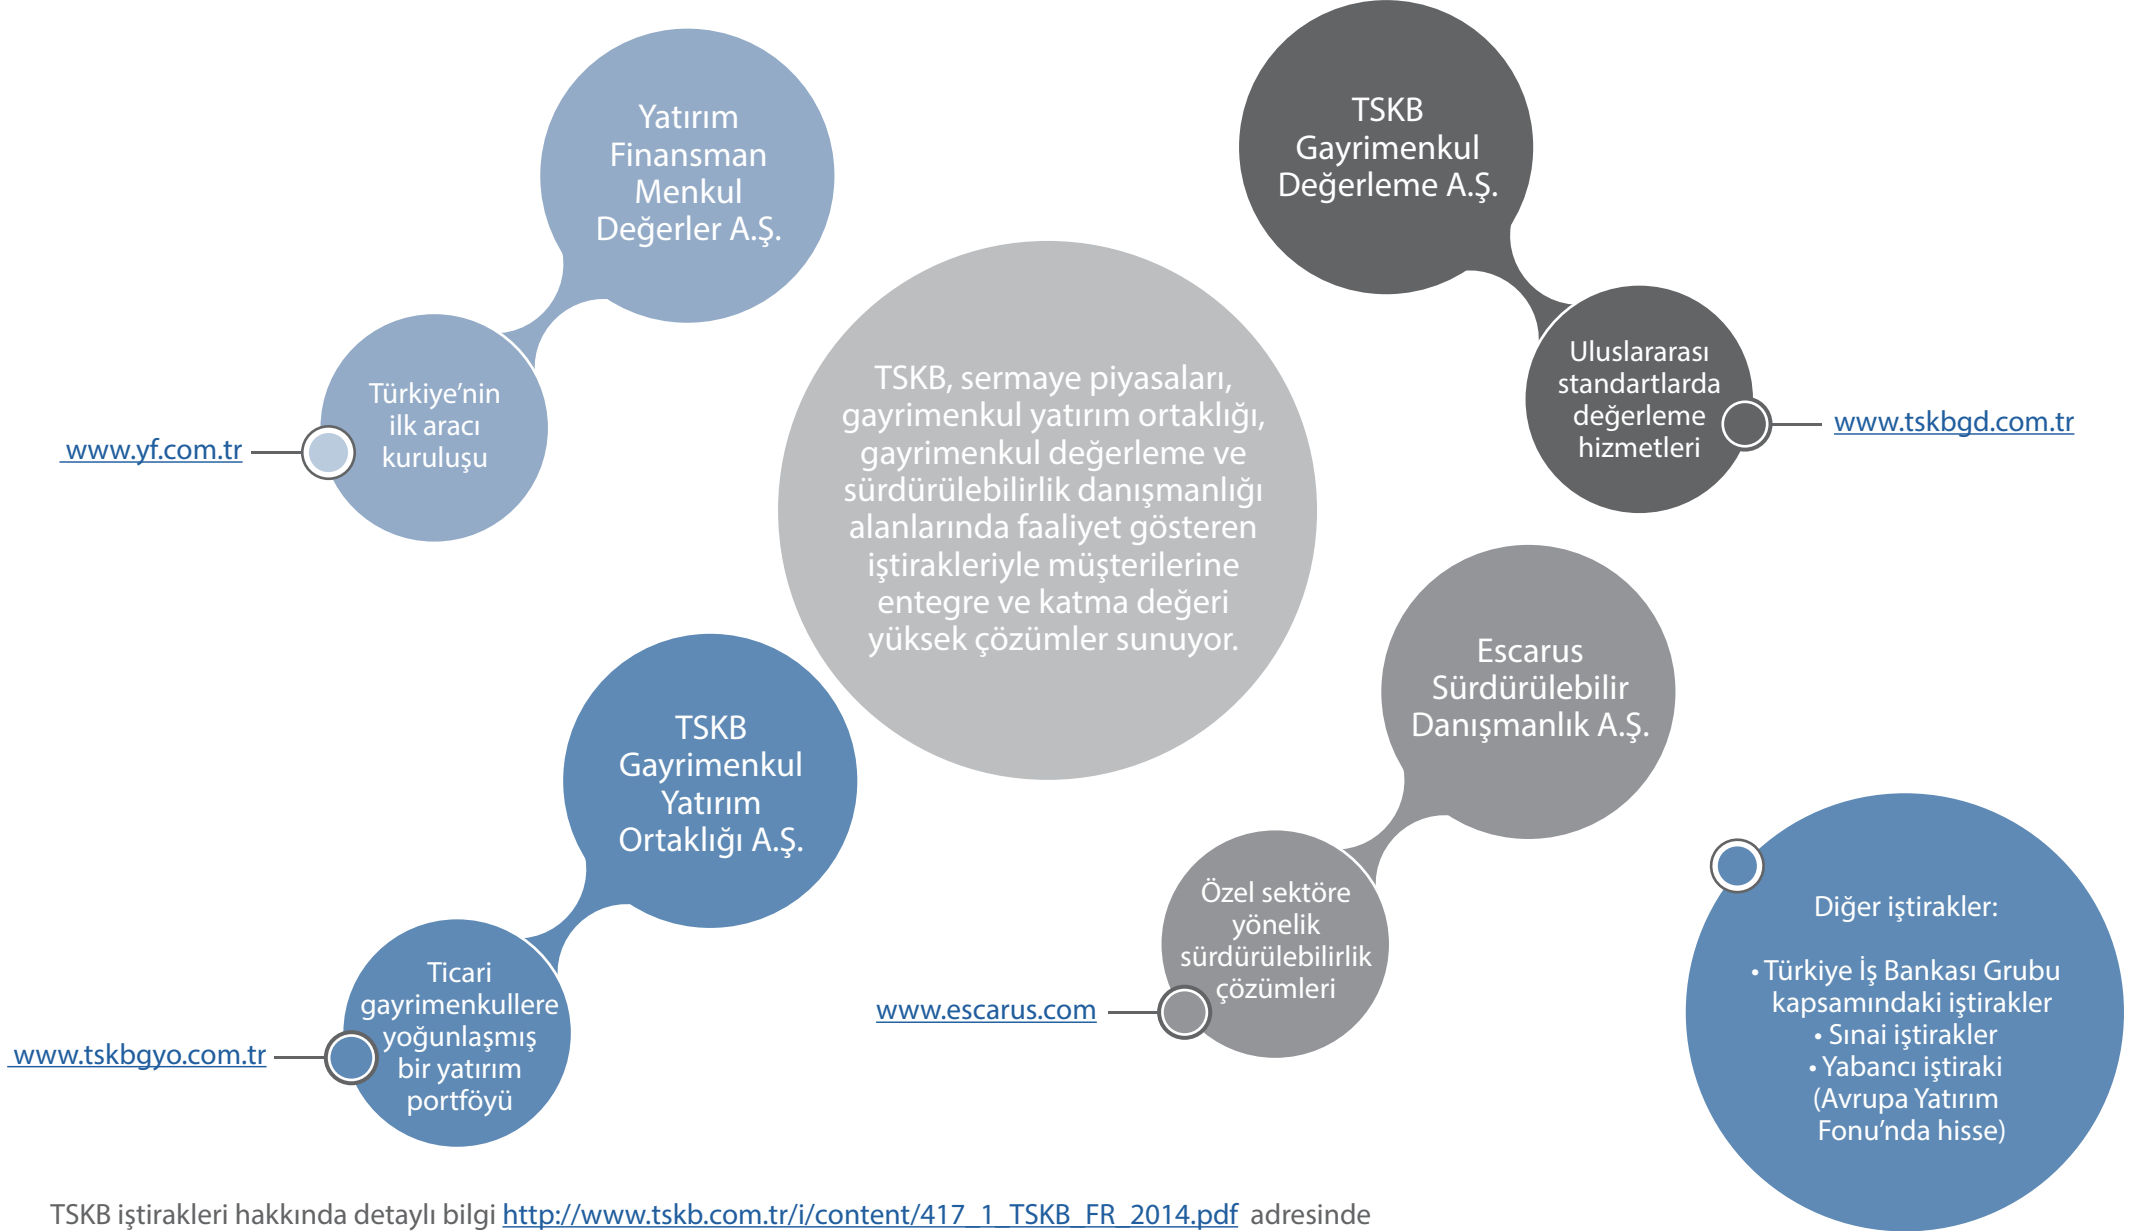 Yatırım
Finansman
Menkul
Değerler A.Ş.
Türkiye’nin
ilk aracı
kuruluşu
www.yf.com.tr
TSKB
Gayrimenkul
Değerleme A.Ş.
Uluslararası
standartlarda
değerleme
hizmetleri
www.tskbgd.com.tr
TSKB, sermaye piyasaları,
gayrimenkul yatırım ortaklığı,
gayrimenkul değerleme ve
sürdürülebilirlik danışmanlığı
alanlarında faaliyet gösteren
iştirakleriyle müşterilerine
entegre ve katma değeri
yüksek çözümler sunuyor.
TSKB
Gayrimenkul
Yatırım
Ortaklığı A.Ş.
Ticari
gayrimenkullere
yoğunlaşmış
bir yatırım
portföyü
www.tskbgyo.com.tr
Escarus
Sürdürülebilir
Danışmanlık A.Ş.
Özel sektöre
yönelik
sürdürülebilirlik
çözümleri
www.escarus.com
Diğer iştirakler:
• Türkiye İş Bankası Grubu
kapsamındaki iştirakler
• Sınai iştirakler
• Yabancı iştiraki
(Avrupa Yatırım
Fonu’nda hisse)
TSKB iştirakleri hakkında detaylı bilgi http://www.tskb.com.tr/i/content/417_1_TSKB_FR_2014.pdf adresinde